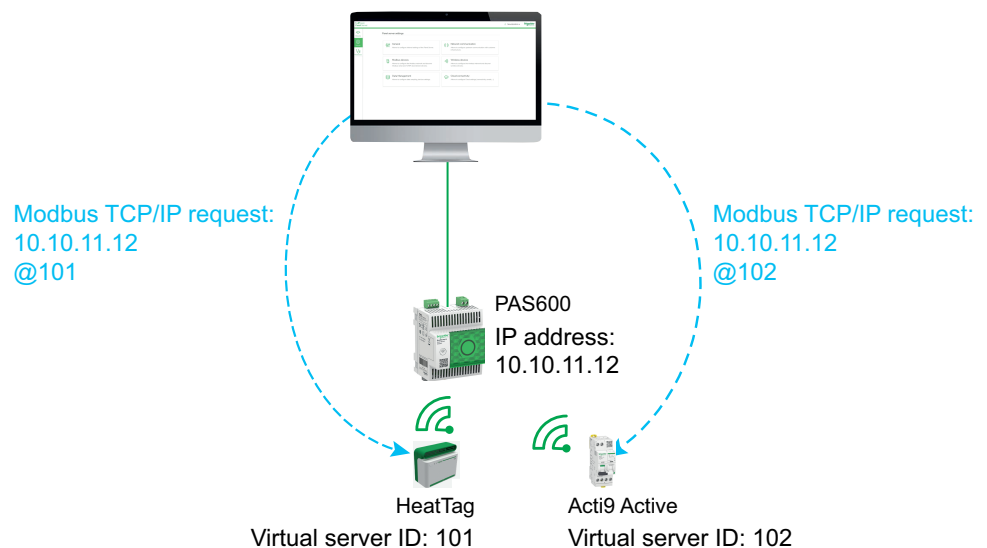 Modbus TCP/IP request:
10.10.11.12
@101
Modbus TCP/IP request:
10.10.11.12
@102
PAS600
IP address:
10.10.11.12
HeatTag
Virtual server ID: 101
Acti9 Active
Virtual server ID: 102